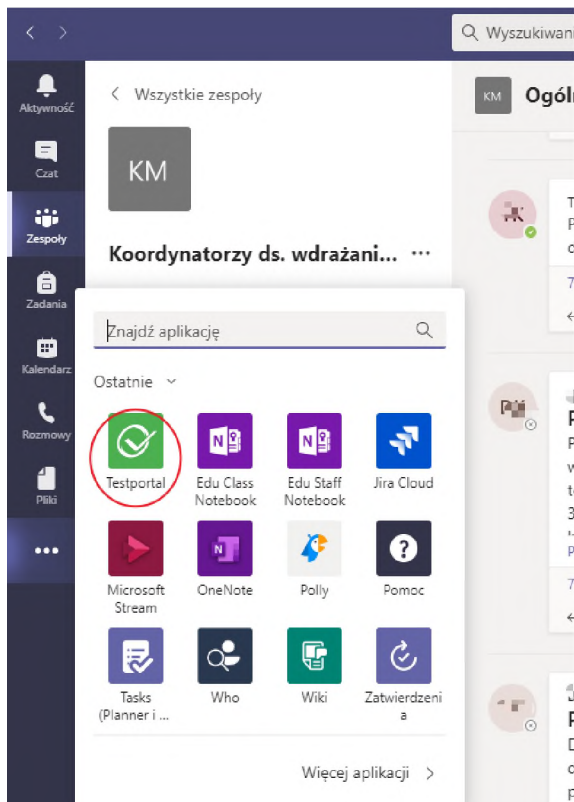 Wyszukiwani
Aktywność
Czat
Zespoły
Zadania
Kalendarz
Rozmowy
Pliki
Wszystkie zespoły
KM
Koordynatorzy ds. wdrażani...
Znajdź aplikację
Ostatnie
Testportal
Edu Class
Notebook
Edu Staff
Notebook
Jira Cloud
Microsoft
Stream
OneNote
Polly
Pomoc
Tasks
(Planner i ...
Who
Wiki
Zatwierdzeni
a
Więcej aplikacji
KM
Ogóln